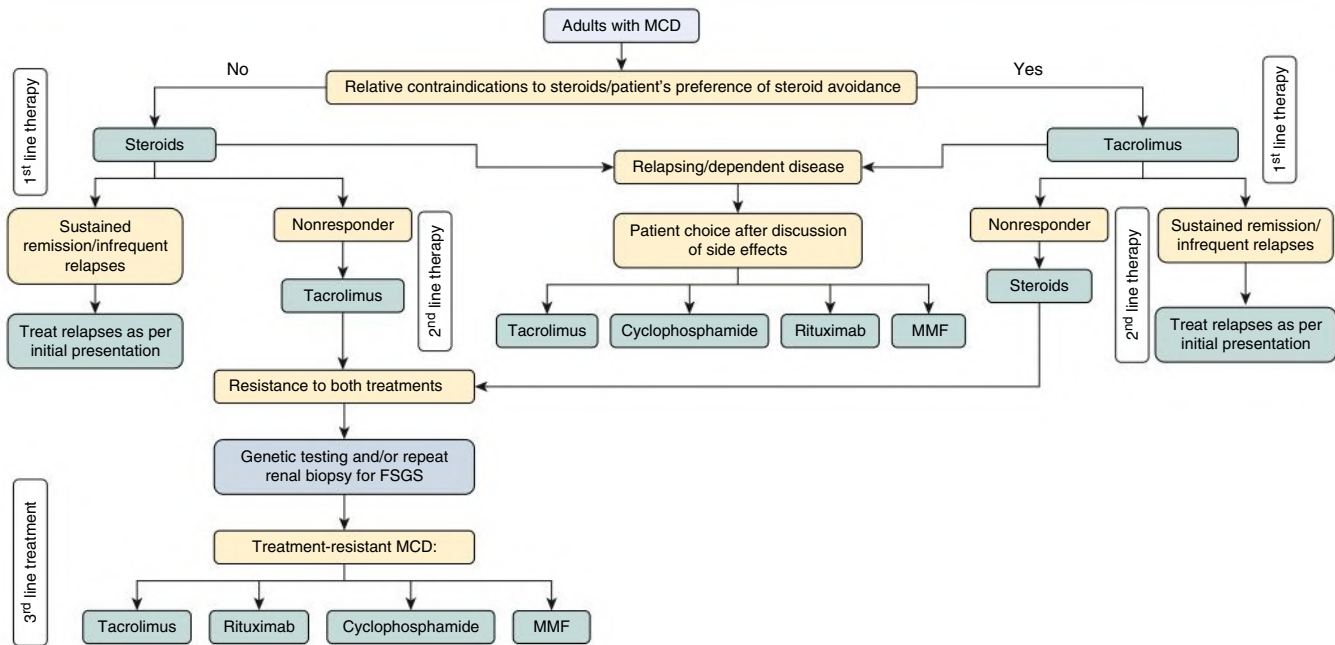 Adults with MCD
No
Yes
Relative contraindications to steroids/patient's preference of steroid avoidance
1st line therapy
1st line therapy
Steroids
Tacrolimus
Relapsing/dependent disease
Sustained
remission/infrequent
relapses
Nonresponder
2nd line therapy
Patient choice after discussion
of side effects
Nonresponder
2nd line therapy
Sustained remission/
infrequent relapses
Tacrolimus
Steroids
Treat relapses as per
initial presentation
Tacrolimus
Cyclophosphamide
Rituximab
MMF
Treat relapses as per
initial presentation
Resistance to both treatments
Genetic testing and/or repeat
renal biopsy for FSGS
3rd line treatment
Treatment-resistant MCD:
Tacrolimus
Rituximab
Cyclophosphamide
MMF